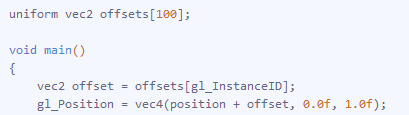 uniform vec2 offsets[100];
void main()
{
vec2 offset = offsets[gl_InstanceID];
gl_Position = vec4(position + offset, 0.0f, 1.0f);